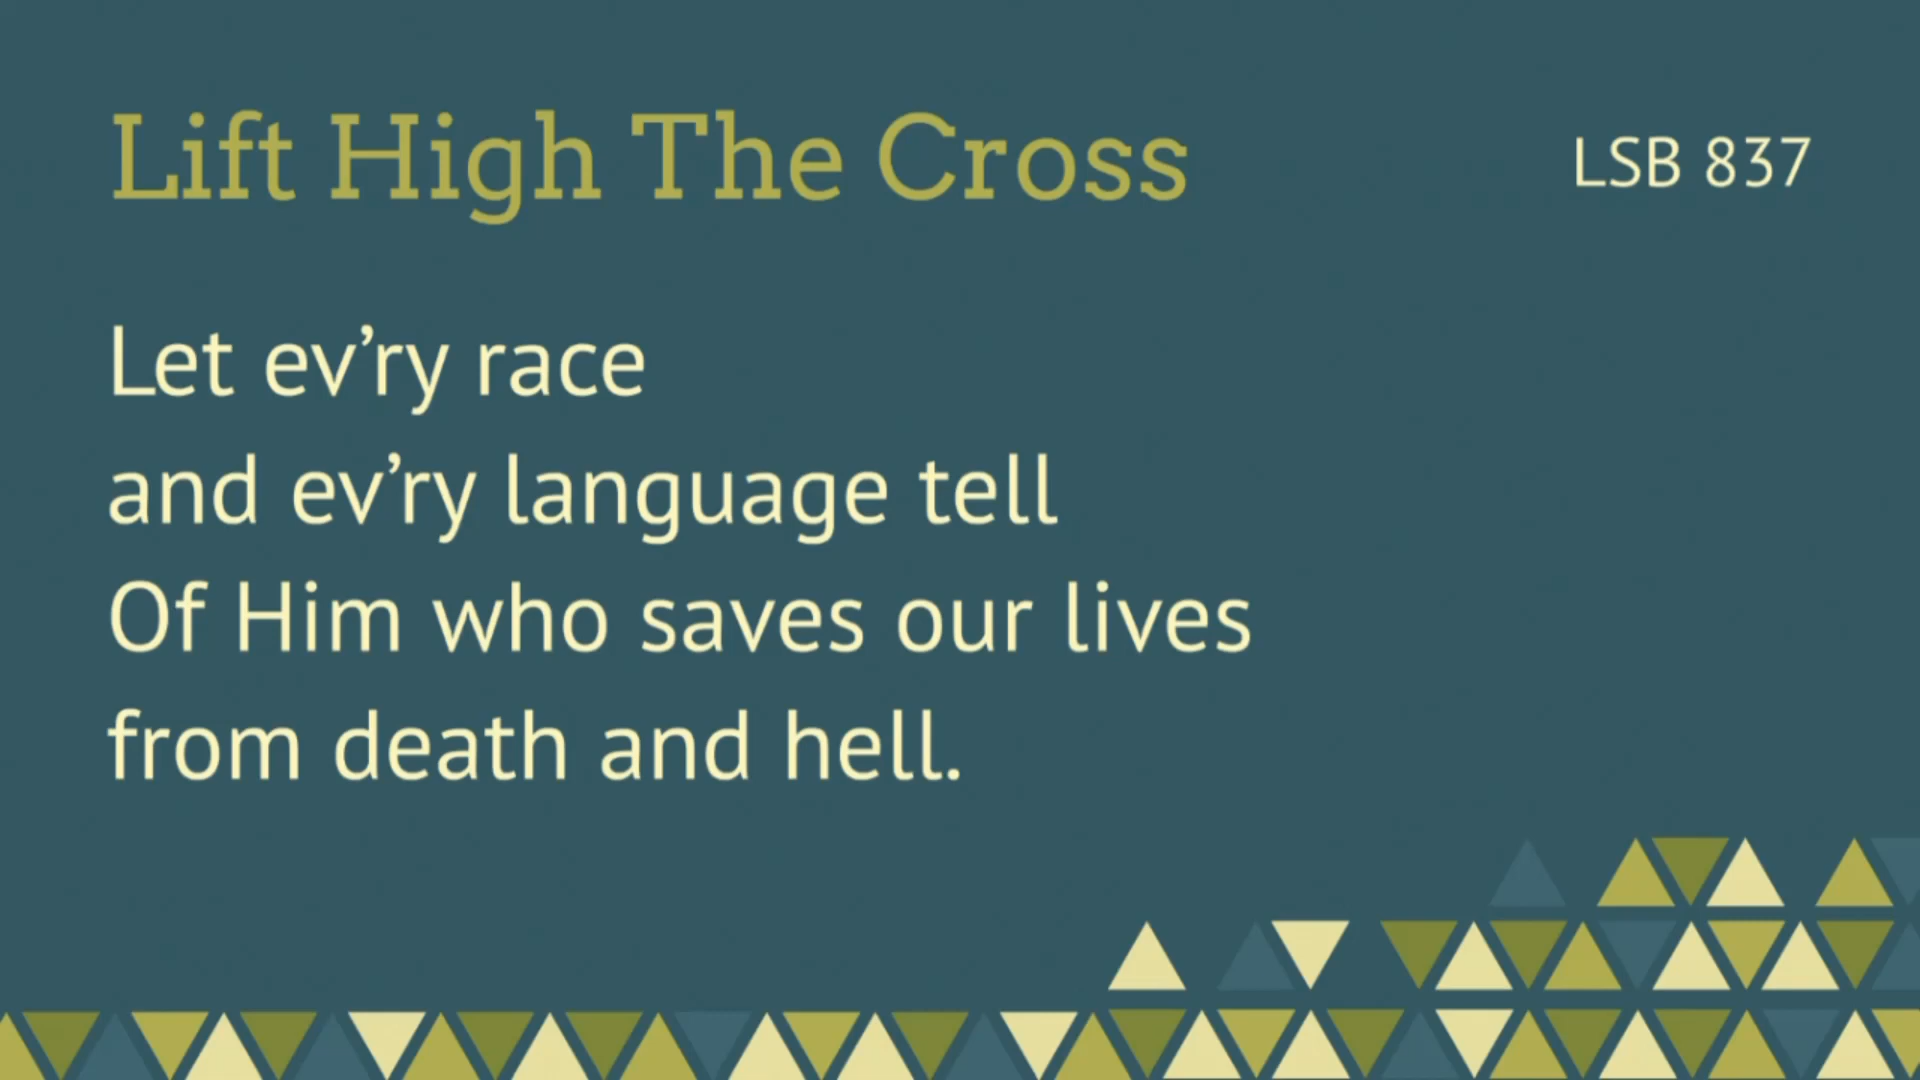 Lift High The Cross
LSB 837
Let ev’ry race
and ev’ry language tell
Of Him who saves our lives
from death and hell.